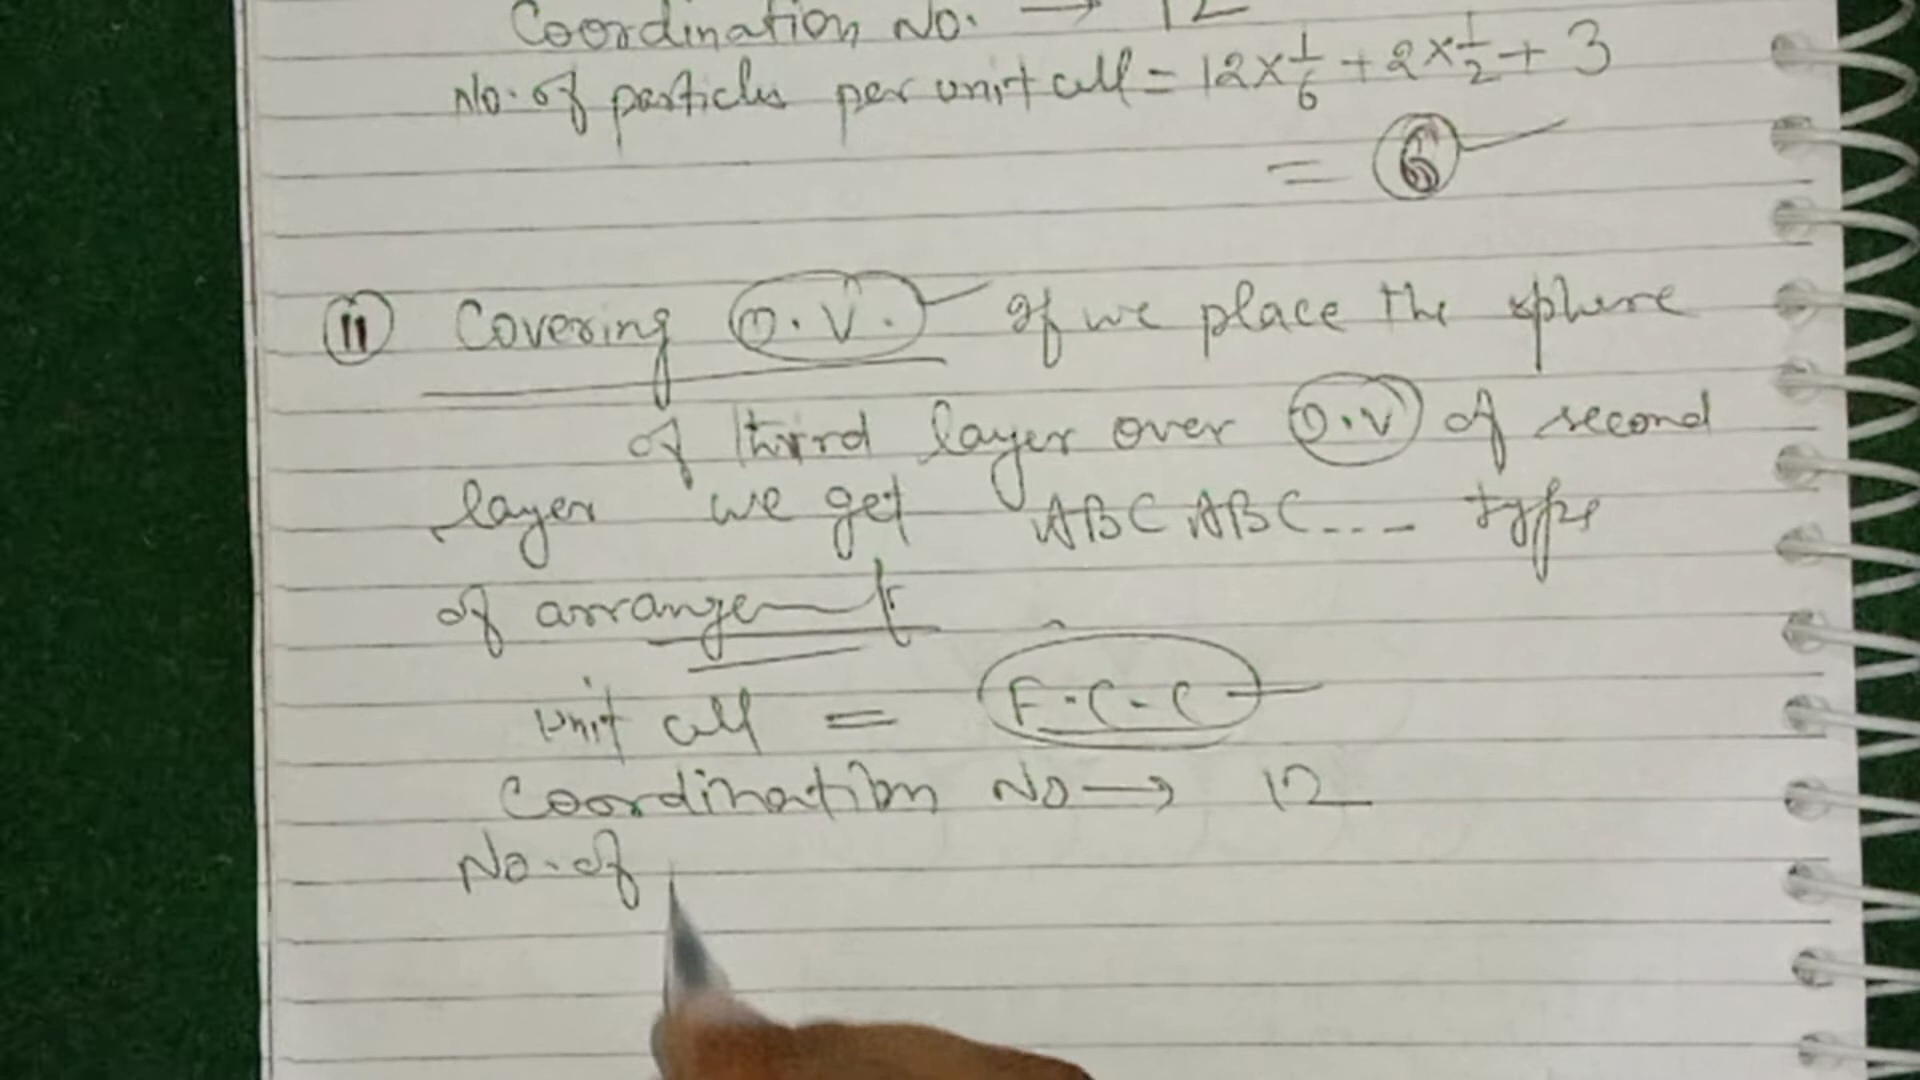 Coordination No. → 12
No. of particles per unit cell = 12×1/6 + 2×1/2 + 3
= 6
(ii) Covering O.V. If we place the sphere
of third layer over O.V of second
layer we get ABC ABC... type
of arrangement
Unit cell = F.C.C
Coordination No → 12
No. of